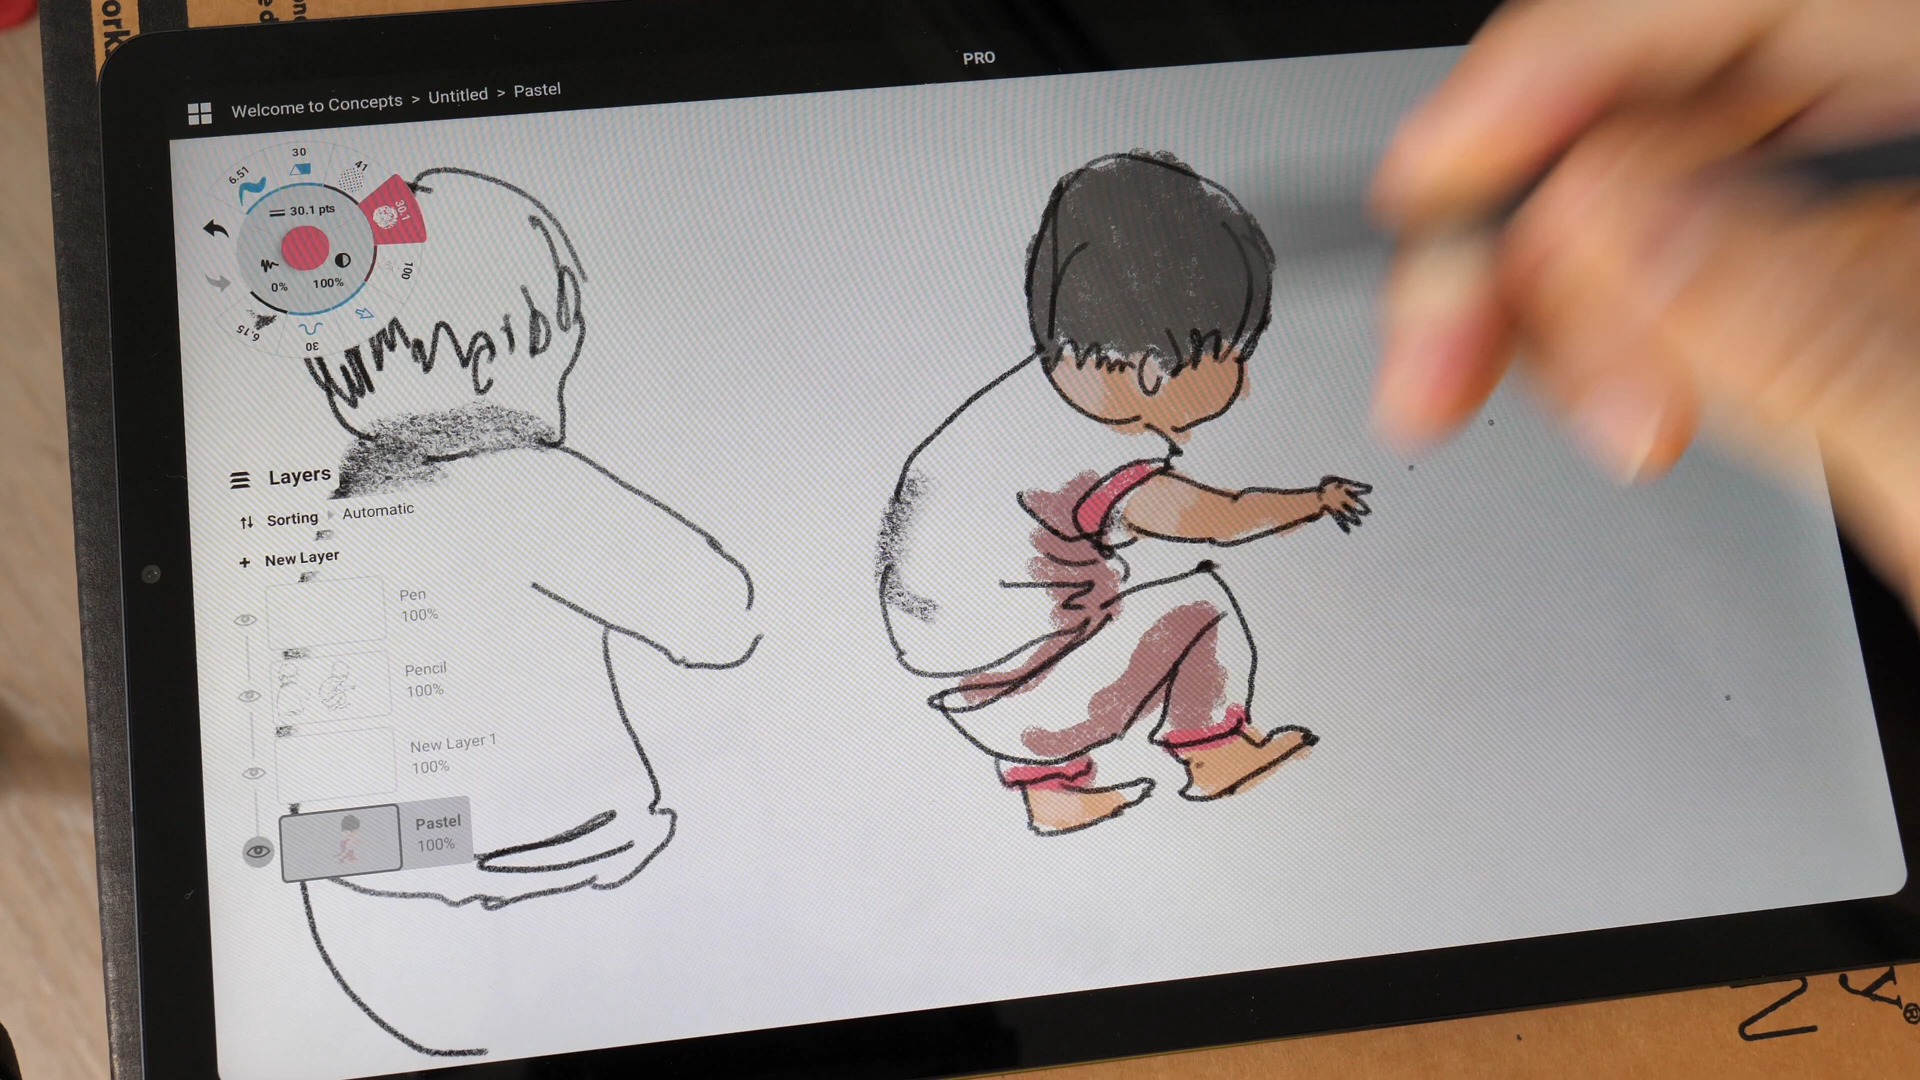 PRO
Welcome to Concepts > Untitled > Pastel
30
41
6.51
30.1
30.1 pts
100
0%
100%
6.15
30
Layers
Sorting Automatic
+ New Layer
Pen
100%
Pencil
100%
New Layer 1
100%
Pastel
100%